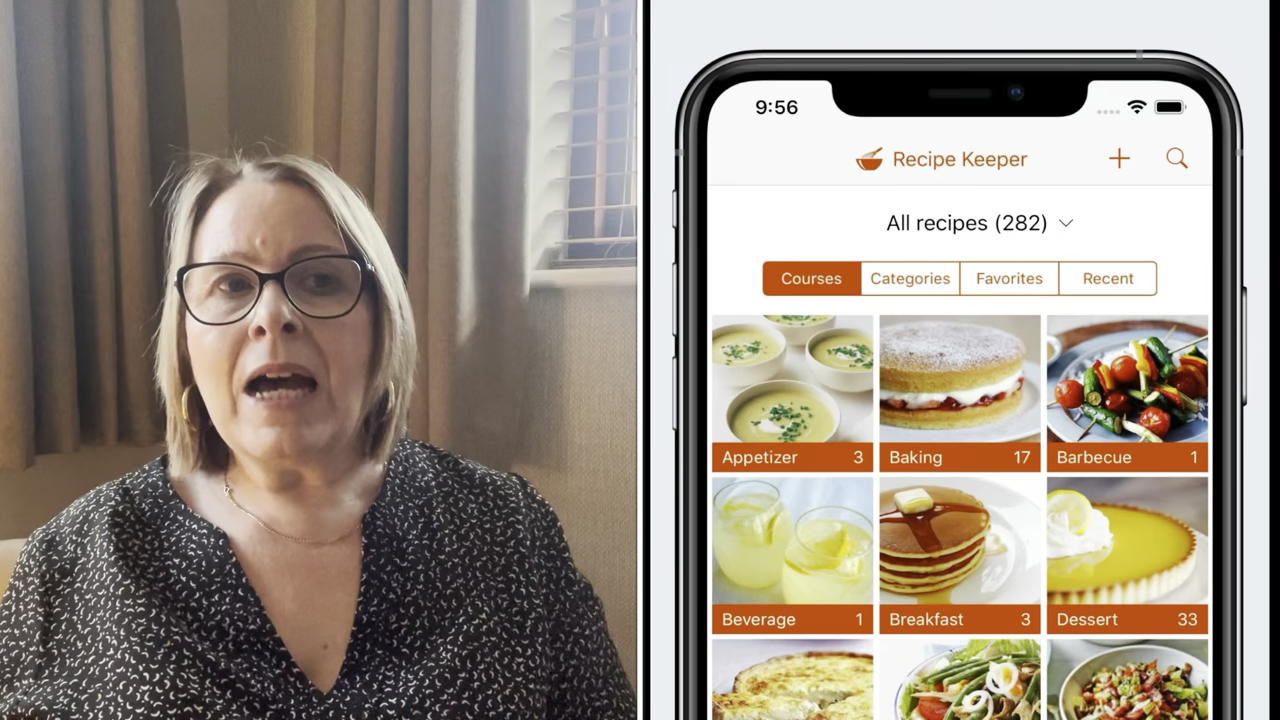 9:56
Recipe Keeper
All recipes (282)
Courses Categories Favorites Recent
Appetizer 3 Baking 17 Barbecue 1
Beverage 1 Breakfast 3 Dessert 33